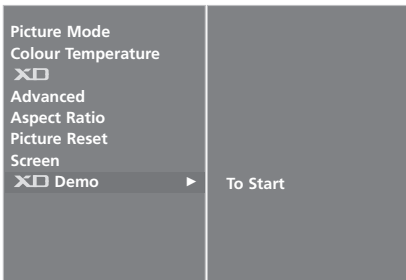 Picture Mode
Colour Temperature
XD
Advanced
Aspect Ratio
Picture Reset
Screen
XD Demo ► To Start